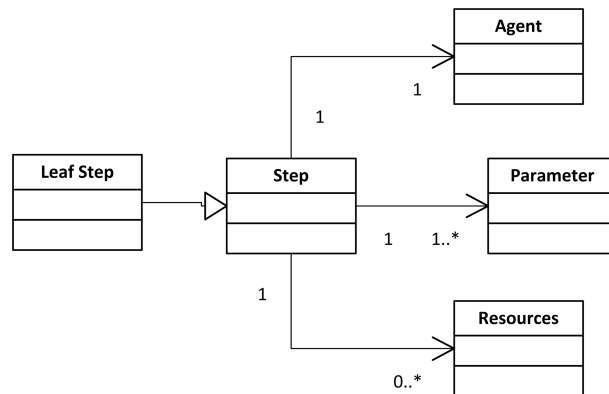 Agent
1
1
Leaf Step
Step
Parameter
1
1..*
1
Resources
0..*